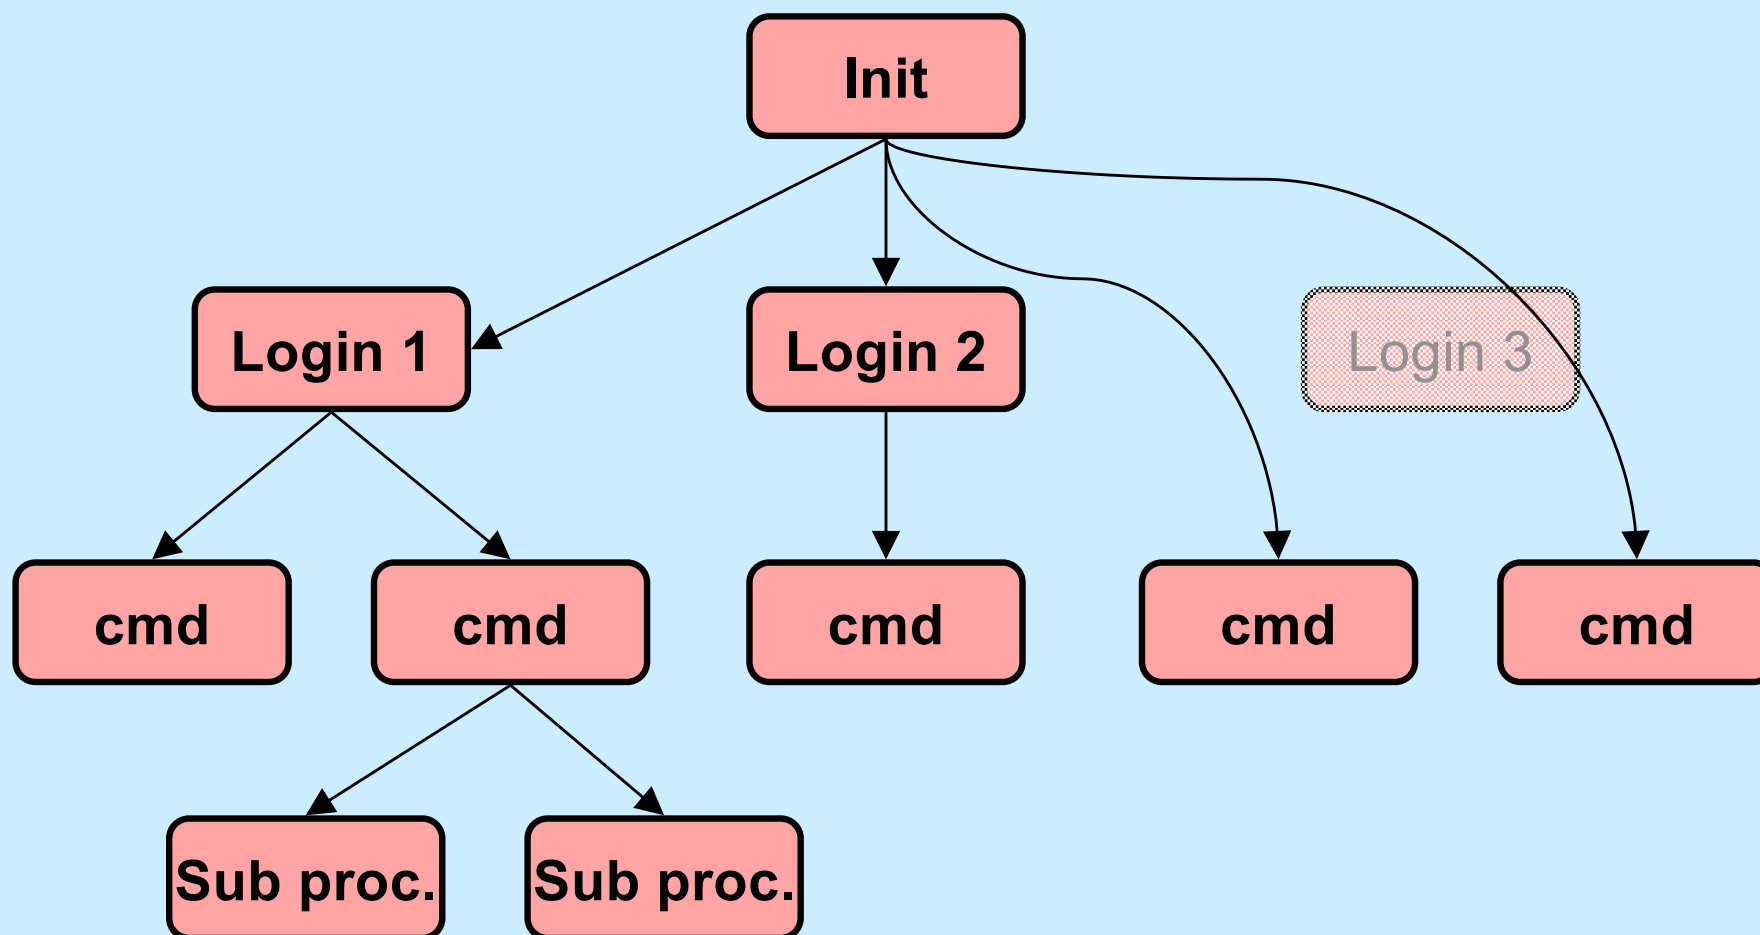 Init
Login 1
Login 2
Login 3
cmd
cmd
cmd
cmd
cmd
Sub proc.
Sub proc.